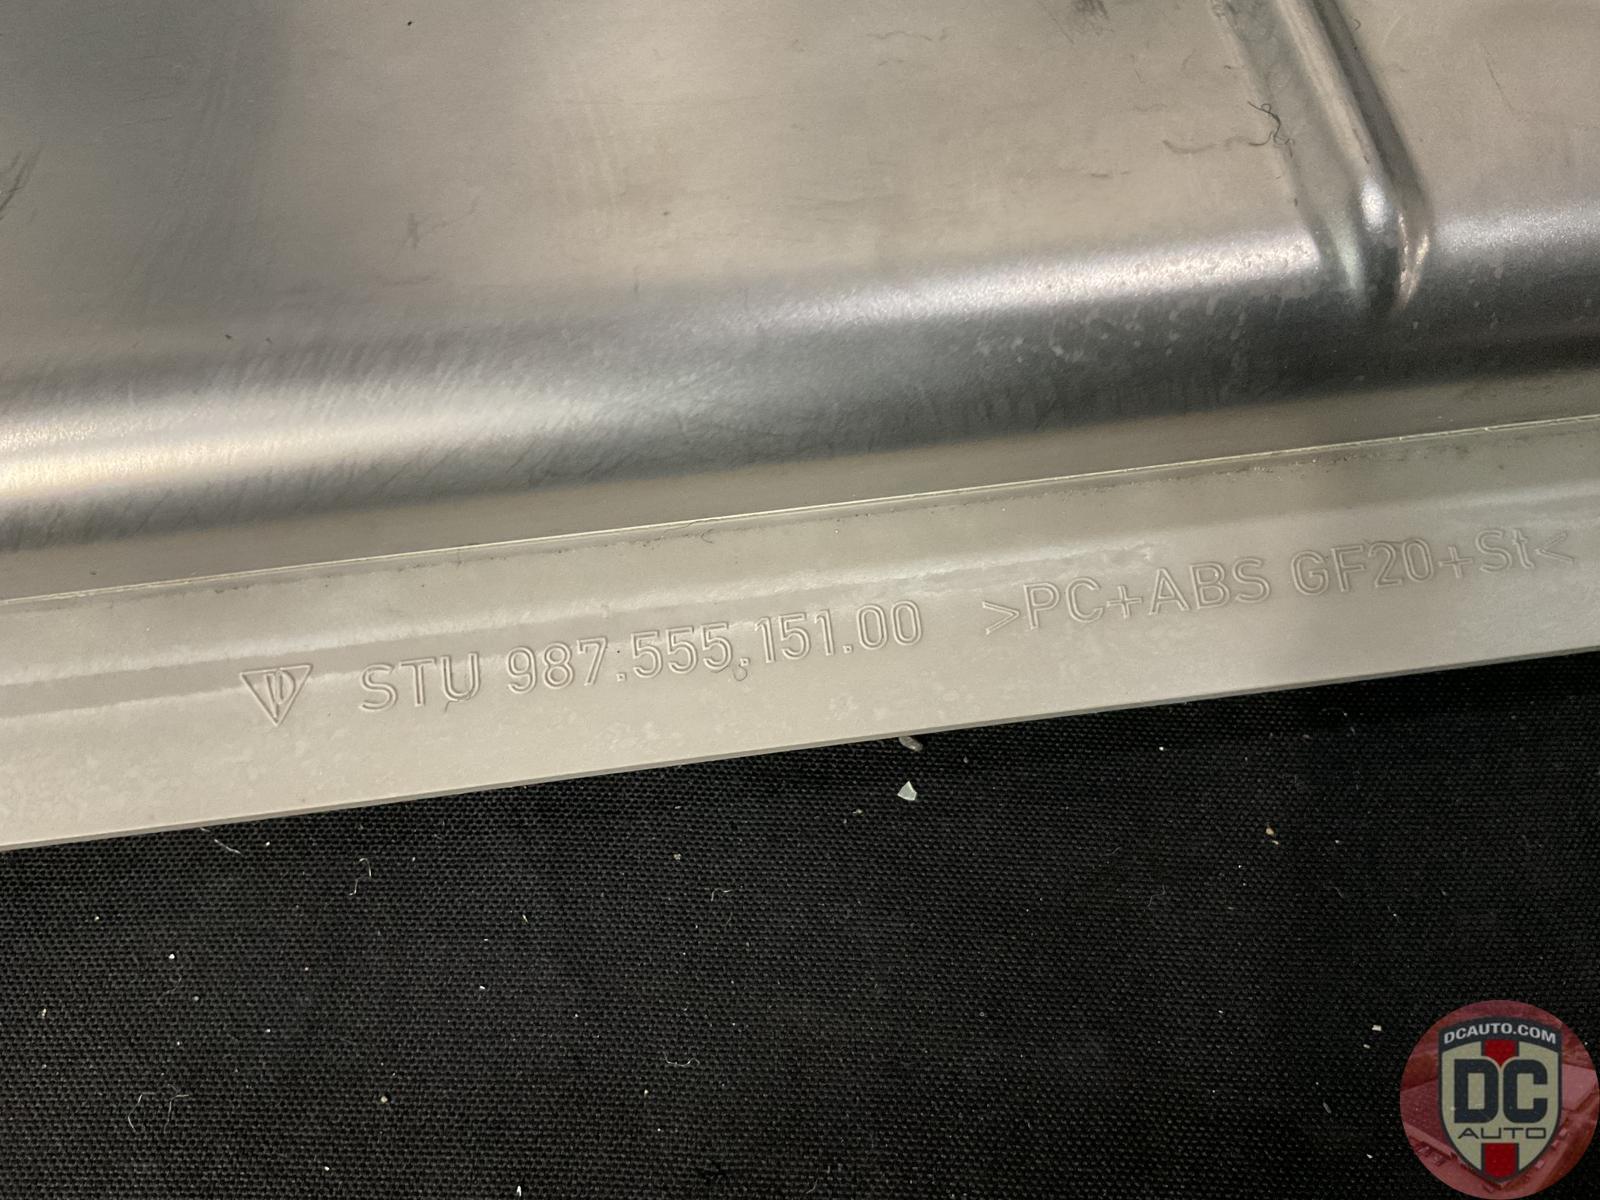 STU 987.555.151.00 >PC+ABS GF20+St<
DCAUTO.COM
DC
AUTO